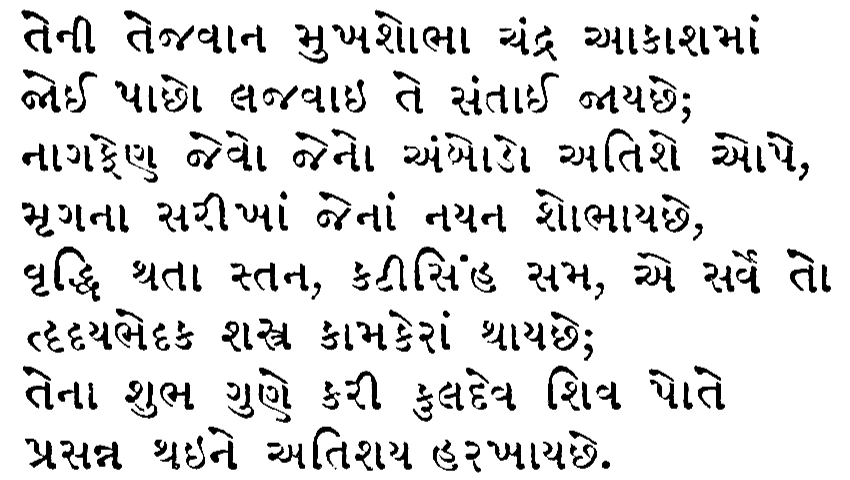 તેની તેજવાન મુખશોભા ચંદ્ર આકાશમાં
જોઈ પાછો લજવાઇ તે સંતાઈ જાયછે;
નાગફેણ જેવો જેનો અંબોડો અતિશે ઓપે,
મૃગના સરીખાં જેનાં નયન શોભાયછે,
વૃદ્ધિ થતા સ્તન, કટીસિંહ સમ, એ સર્વે તો
હૃદયભેદક શસ્ત્ર કામકેરાં થાયછે;
તેના શુભ ગુણે કરી કુલદેવ શિવ પોતે
પ્રસન્ન થઇને અતિશય હરખાયછે.